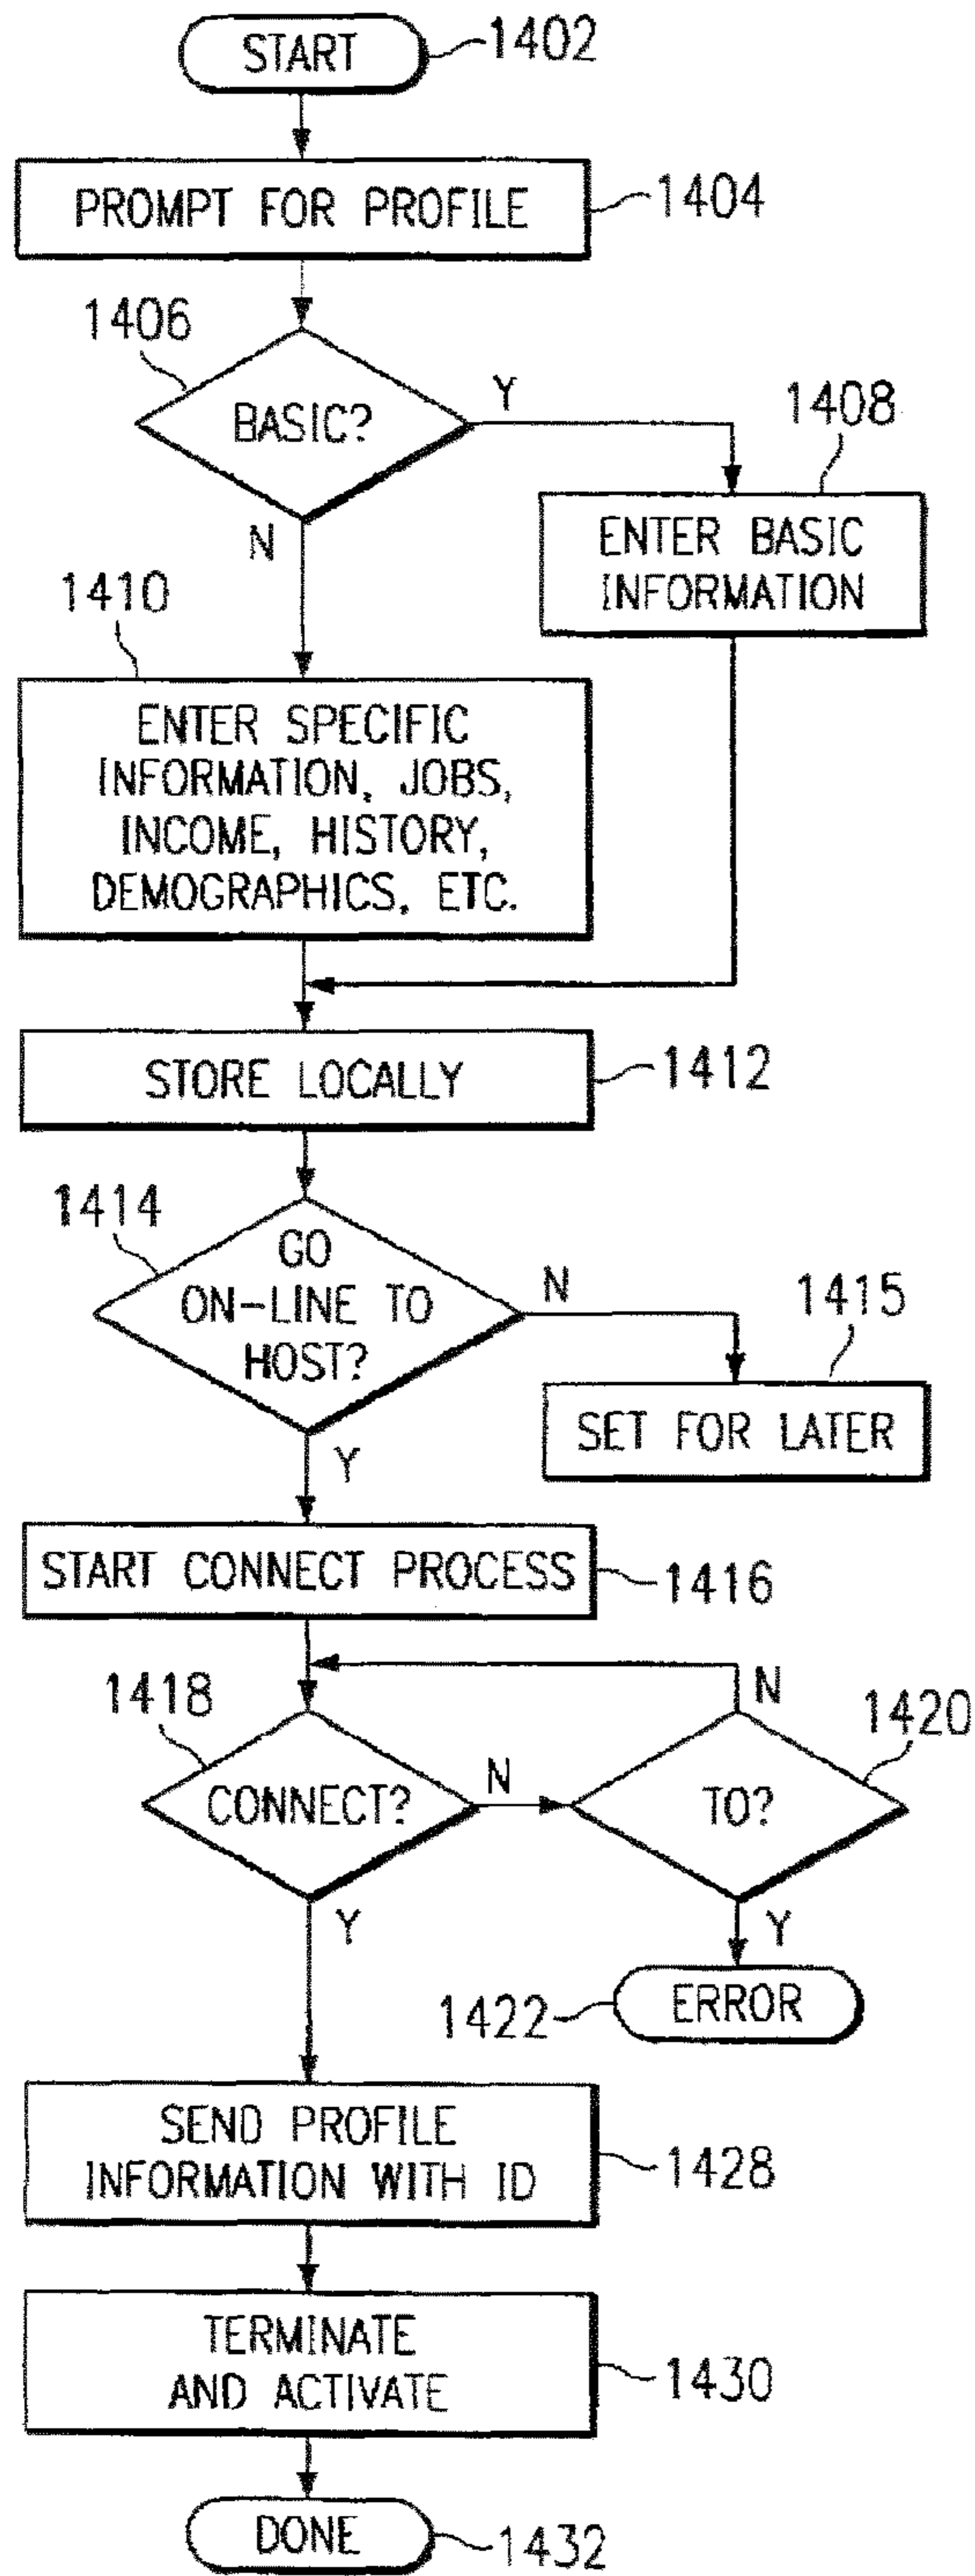 START
1402
PROMPT FOR PROFILE
1404
1406
BASIC?
Y
N
1408
ENTER BASIC
INFORMATION
1410
ENTER SPECIFIC
INFORMATION, JOBS,
INCOME, HISTORY,
DEMOGRAPHICS, ETC.
STORE LOCALLY
1412
1414
GO
ON-LINE TO
HOST?
N
Y
1415
SET FOR LATER
START CONNECT PROCESS
1416
1418
CONNECT?
N
Y
N
1420
TO?
Y
1422
ERROR
SEND PROFILE
INFORMATION WITH ID
1428
TERMINATE
AND ACTIVATE
1430
DONE
1432